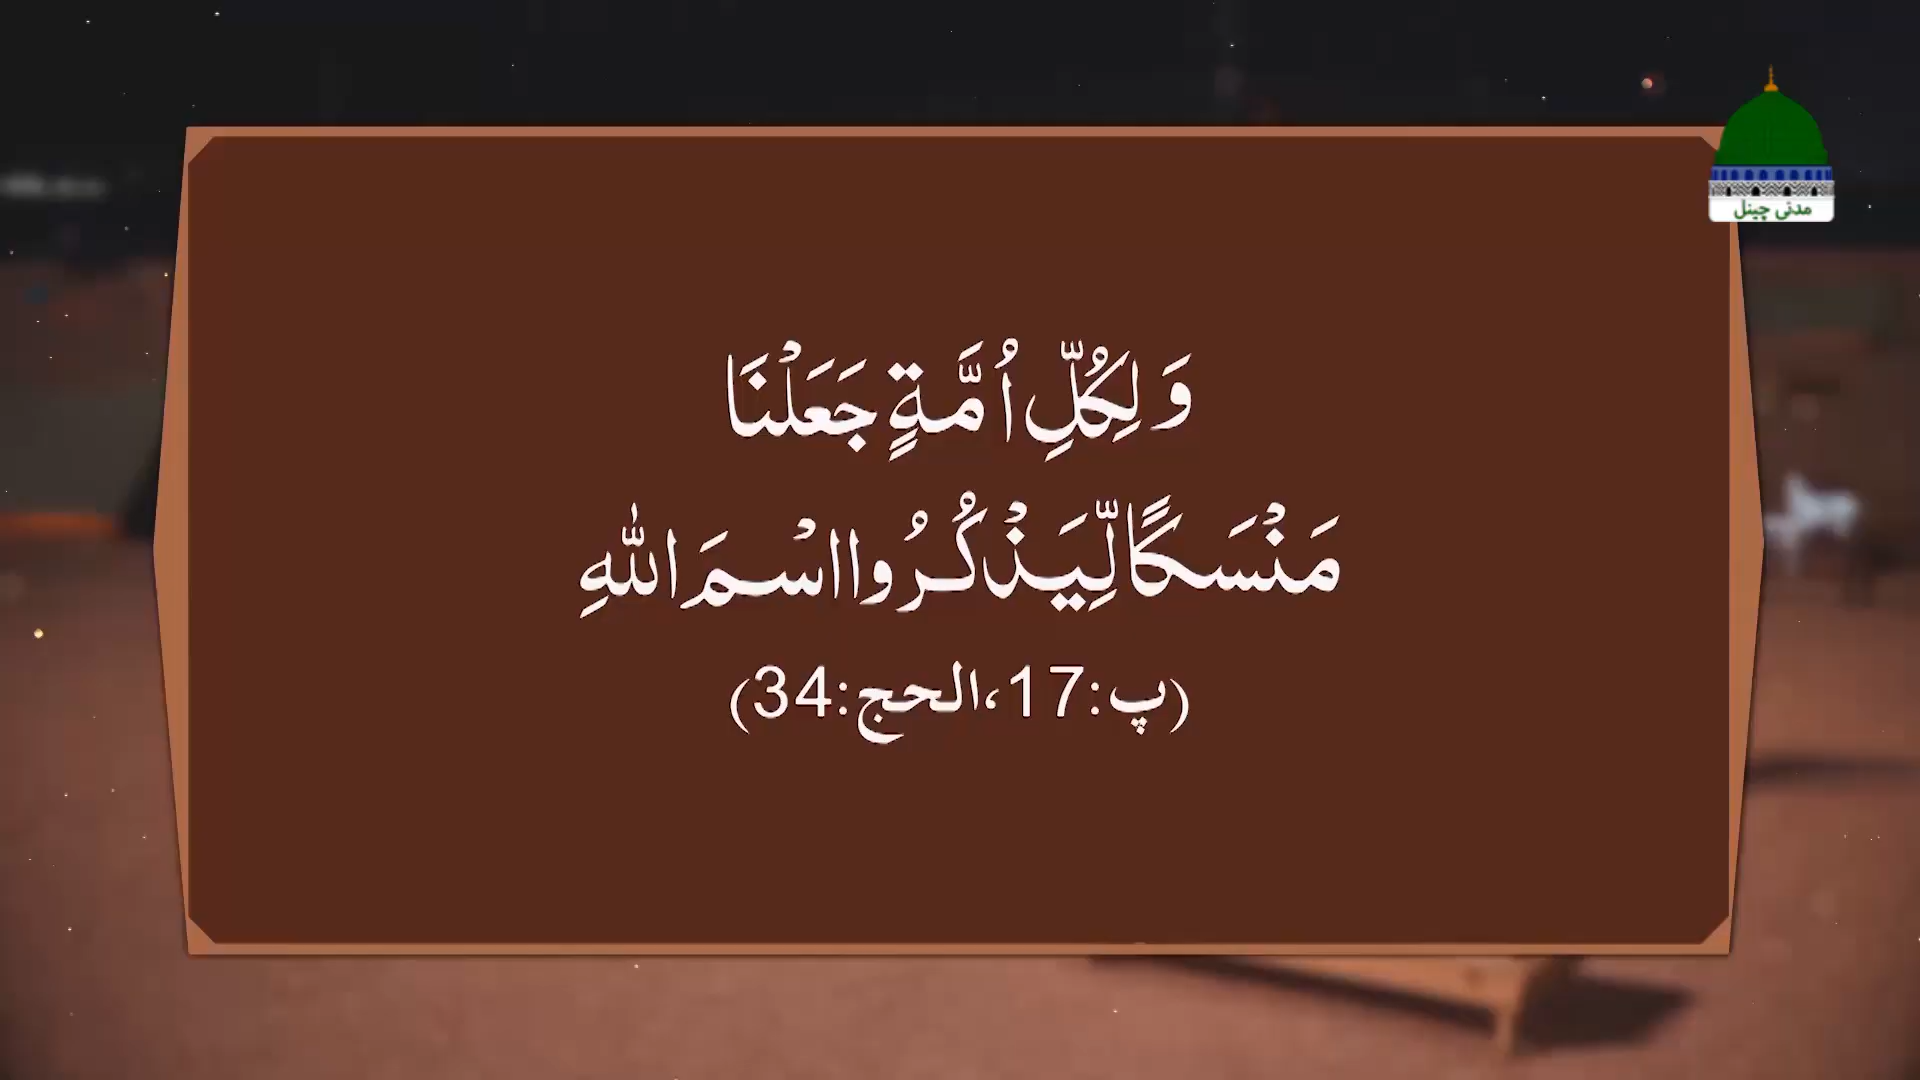 مدنی چینل
وَ لِكُلِّ اُمَّةٍ جَعَلْنَا
مَنْسَكًا لِّیَذْكُرُوا اسْمَ اللّٰهِ
(پ:17، الحج:34)